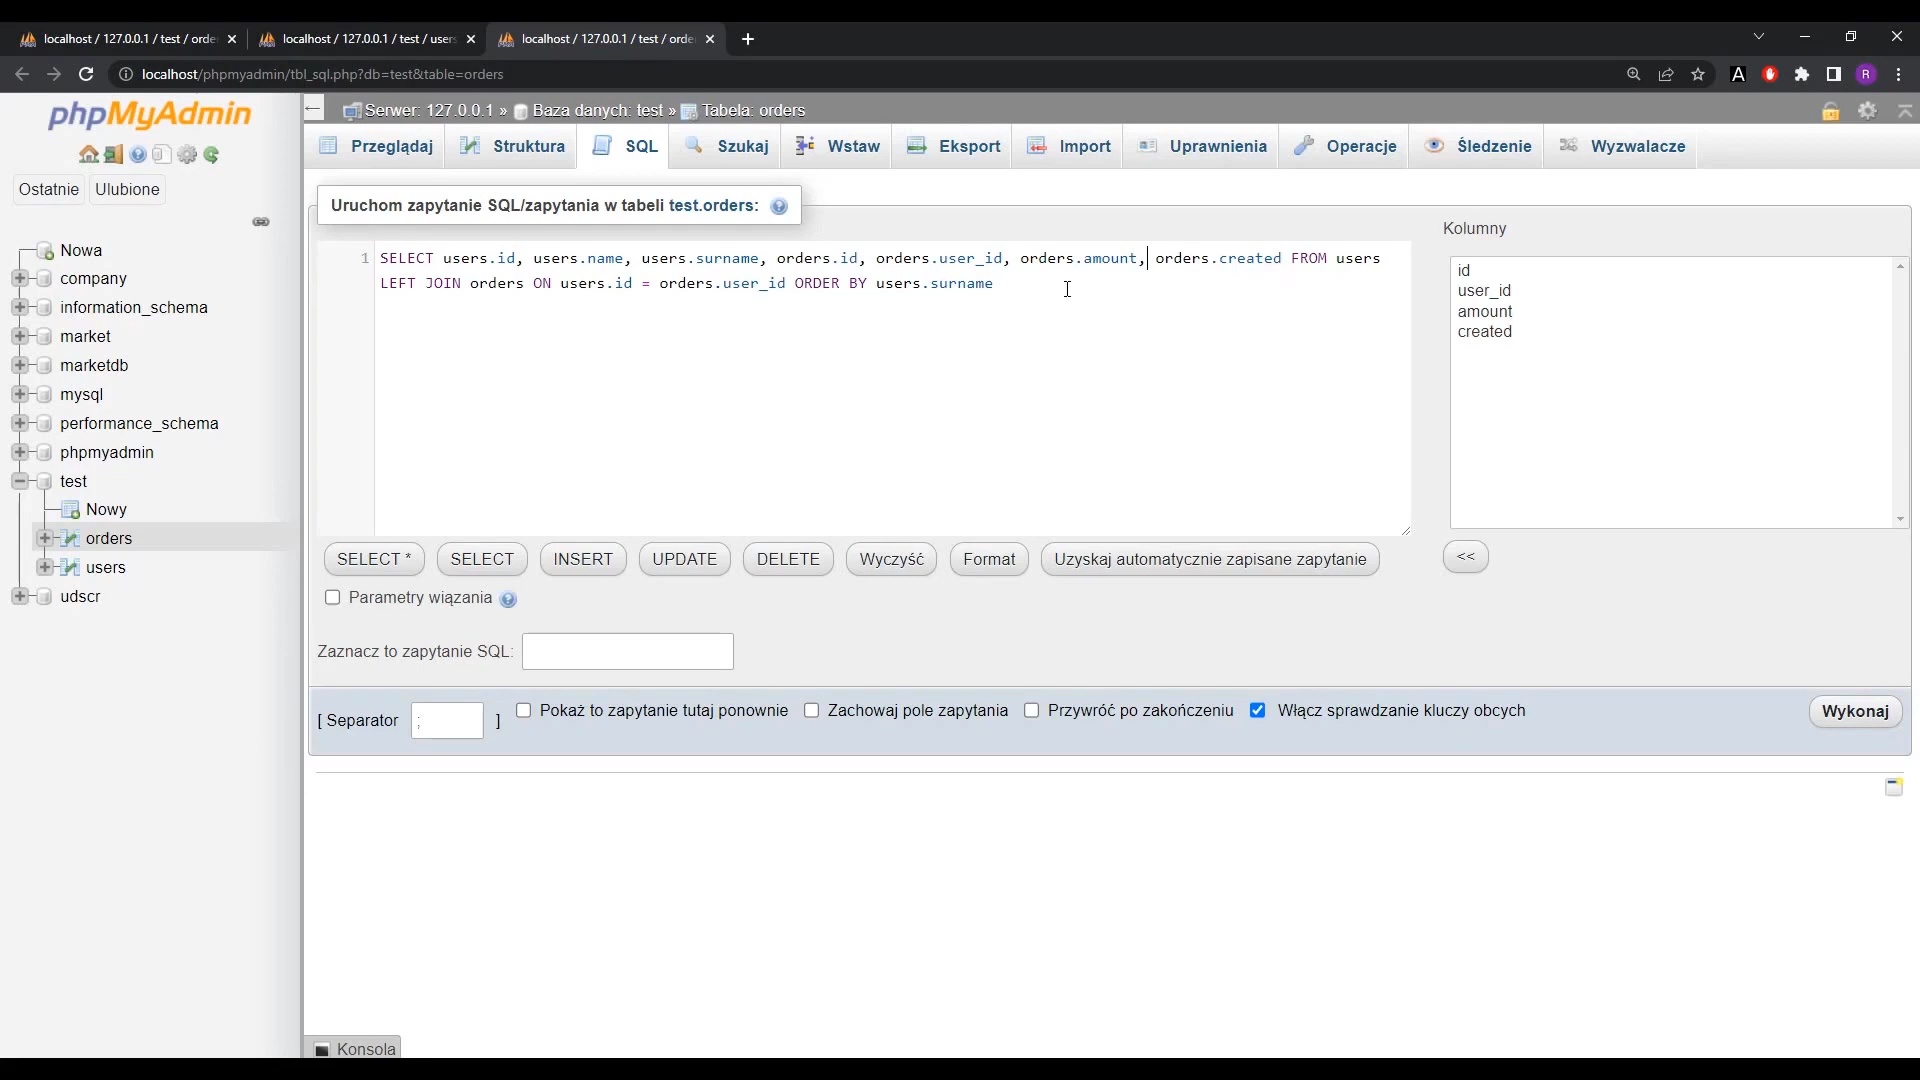 localhost / 127.0.0.1 / test / orde
localhost / 127.0.0.1 / test / users
localhost / 127.0.0.1 / test / orde
localhost/phpmyadmin/tbl_sql.php?db=test&table=orders
A
R
phpMyAdmin
Ostatnie
Ulubione
Nowa
company
information_schema
market
marketdb
mysql
performance_schema
phpmyadmin
test
Nowy
orders
users
udscr
Serwer: 127.0.0.1 » Baza danych: test » Tabela: orders
Przeglądaj
Struktura
SQL
Szukaj
Wstaw
Eksport
Import
Uprawnienia
Operacje
Śledzenie
Wyzwalacze
Uruchom zapytanie SQL/zapytania w tabeli test.orders:
1
SELECT users.id, users.name, users.surname, orders.id, orders.user_id, orders.amount, orders.created FROM users
LEFT JOIN orders ON users.id = orders.user_id ORDER BY users.surname
Kolumny
id
user_id
amount
created
SELECT *
SELECT
INSERT
UPDATE
DELETE
Wyczyść
Format
Uzyskaj automatycznie zapisane zapytanie
<<
Parametry wiązania
Zaznacz to zapytanie SQL:
[ Separator ; ]
Pokaż to zapytanie tutaj ponownie
Zachowaj pole zapytania
Przywróć po zakończeniu
Włącz sprawdzanie kluczy obcych
Wykonaj
Konsola